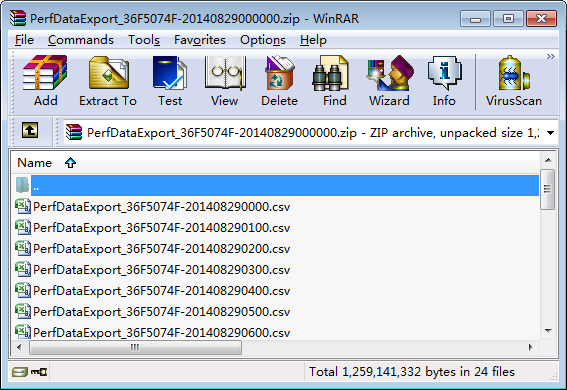 PerfDataExport_36F5074F-20140829000000.zip - WinRAR
File Commands Tools Favorites Options Help
Add Extract To Test View Delete Find Wizard Info VirusScan
PerfDataExport_36F5074F-20140829000000.zip - ZIP archive, unpacked size 1,2
Name
..
PerfDataExport_36F5074F-201408290000.csv
PerfDataExport_36F5074F-201408290100.csv
PerfDataExport_36F5074F-201408290200.csv
PerfDataExport_36F5074F-201408290300.csv
PerfDataExport_36F5074F-201408290400.csv
PerfDataExport_36F5074F-201408290500.csv
PerfDataExport_36F5074F-201408290600.csv
Total 1,259,141,332 bytes in 24 files